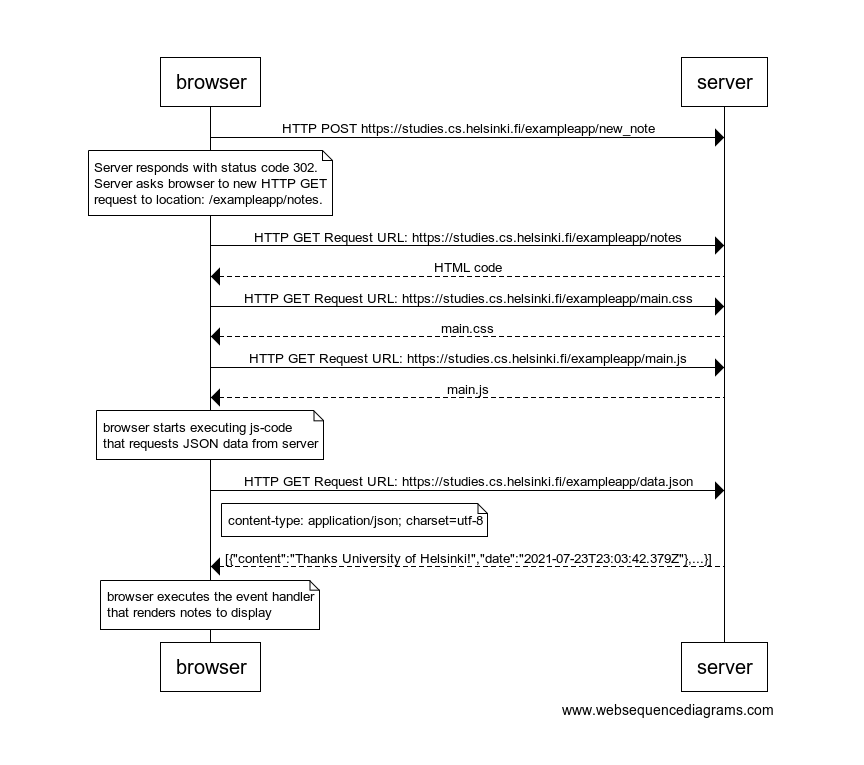 browser
server
HTTP POST https://studies.cs.helsinki.fi/exampleapp/new_note
Server responds with status code 302.
Server asks browser to new HTTP GET
request to location: /exampleapp/notes.
HTTP GET Request URL: https://studies.cs.helsinki.fi/exampleapp/notes
HTML code
HTTP GET Request URL: https://studies.cs.helsinki.fi/exampleapp/main.css
main.css
HTTP GET Request URL: https://studies.cs.helsinki.fi/exampleapp/main.js
main.js
browser starts executing js-code
that requests JSON data from server
HTTP GET Request URL: https://studies.cs.helsinki.fi/exampleapp/data.json
content-type: application/json; charset=utf-8
[{"content":"Thanks University of Helsinki!","date":"2021-07-23T23:03:42.379Z"},...}]
browser executes the event handler
that renders notes to display
browser
server
www.websequencediagrams.com